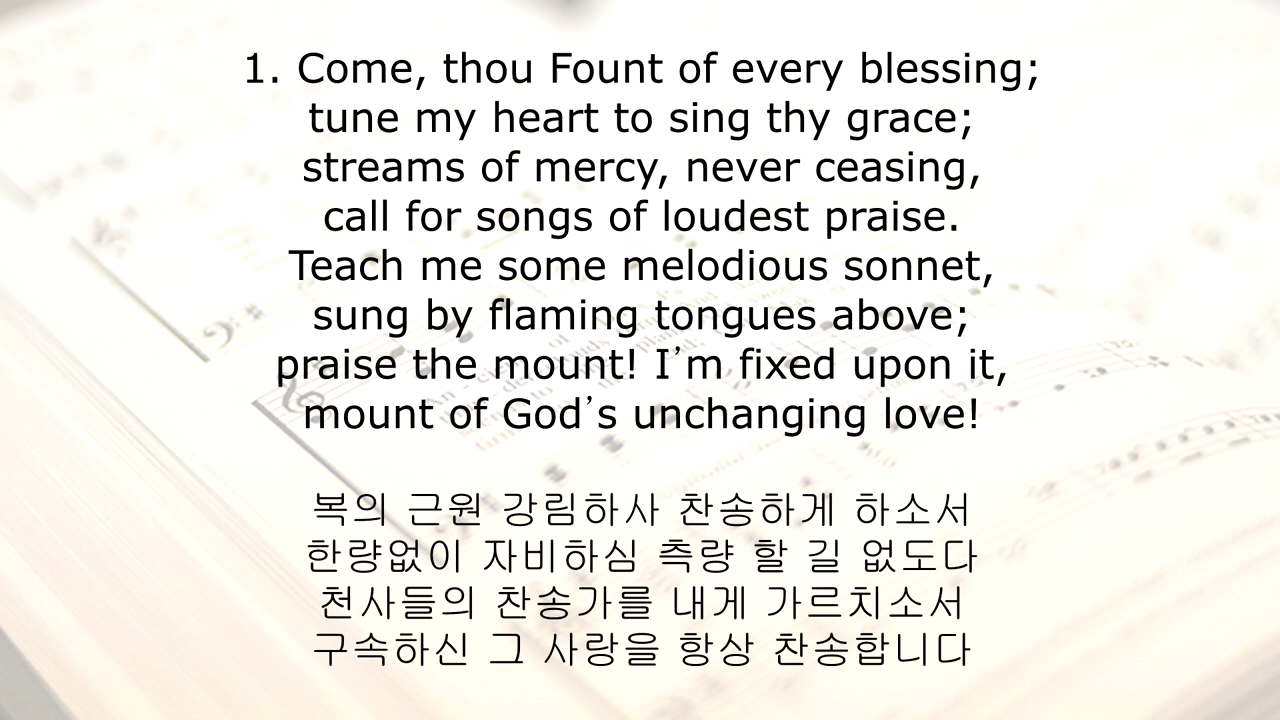 1. Come, thou Fount of every blessing;
tune my heart to sing thy grace;
streams of mercy, never ceasing,
call for songs of loudest praise.
Teach me some melodious sonnet,
sung by flaming tongues above;
praise the mount! I’m fixed upon it,
mount of God’s unchanging love!
복의 근원 강림하사 찬송하게 하소서
한량없이 자비하심 측량 할 길 없도다
천사들의 찬송가를 내게 가르치소서
구속하신 그 사랑을 항상 찬송합니다